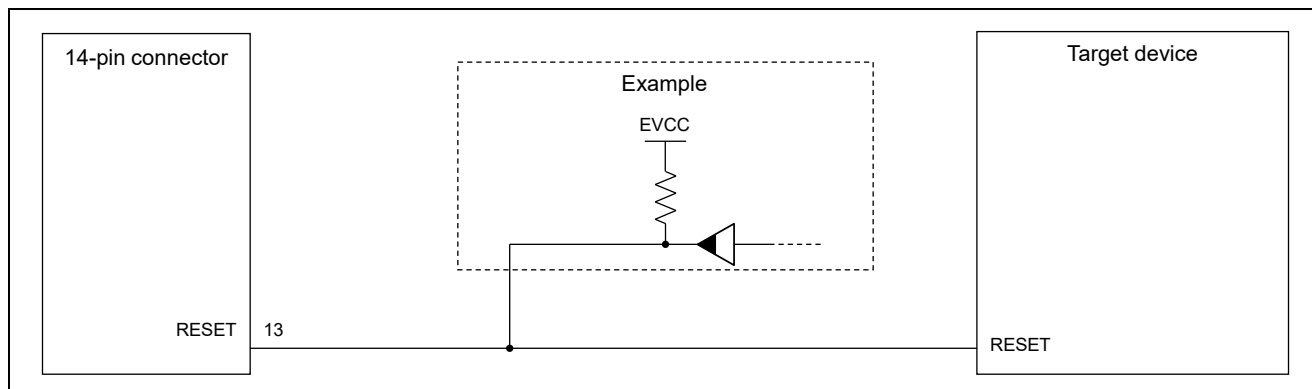 14-pin connector
Target device
Example
EVCC
RESET 13
RESET